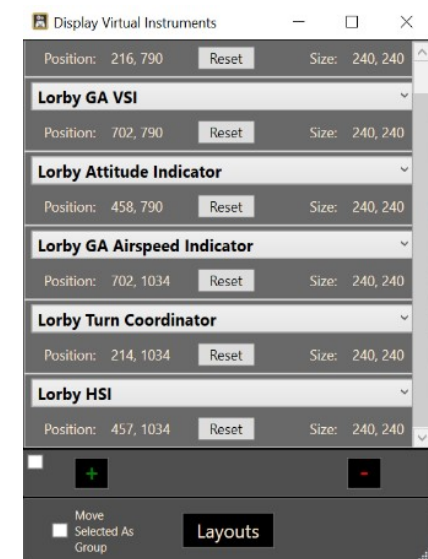 Display Virtual Instruments
Position: 216, 790 Reset Size: 240, 240
Lorby GA VSI
Position: 702, 790 Reset Size: 240, 240
Lorby Attitude Indicator
Position: 458, 790 Reset Size: 240, 240
Lorby GA Airspeed Indicator
Position: 702, 1034 Reset Size: 240, 240
Lorby Turn Coordinator
Position: 214, 1034 Reset Size: 240, 240
Lorby HSI
Position: 457, 1034 Reset Size: 240, 240
+ -
Move
Selected As
Group
Layouts